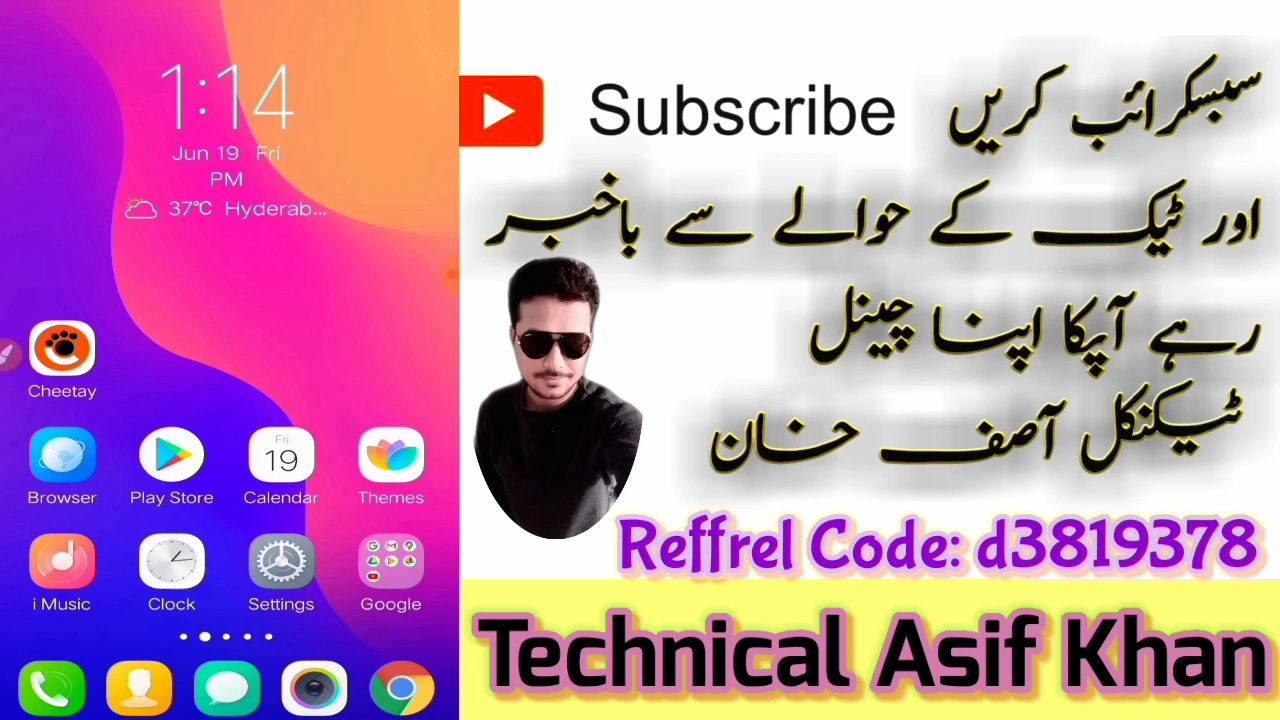 1:14
Jun 19 Fri
PM
37℃ Hyderab...
Cheetay
Browser
Play Store
Fri
19
Calendar
Themes
i Music
Clock
Settings
Google
Subscribe سبسکرائب کریں
اور ٹیک کے حوالے سے باخبر
رہے آپکا اپنا چینل
ٹیکنکل آصف خان
Reffrel Code: d3819378
Technical Asif Khan